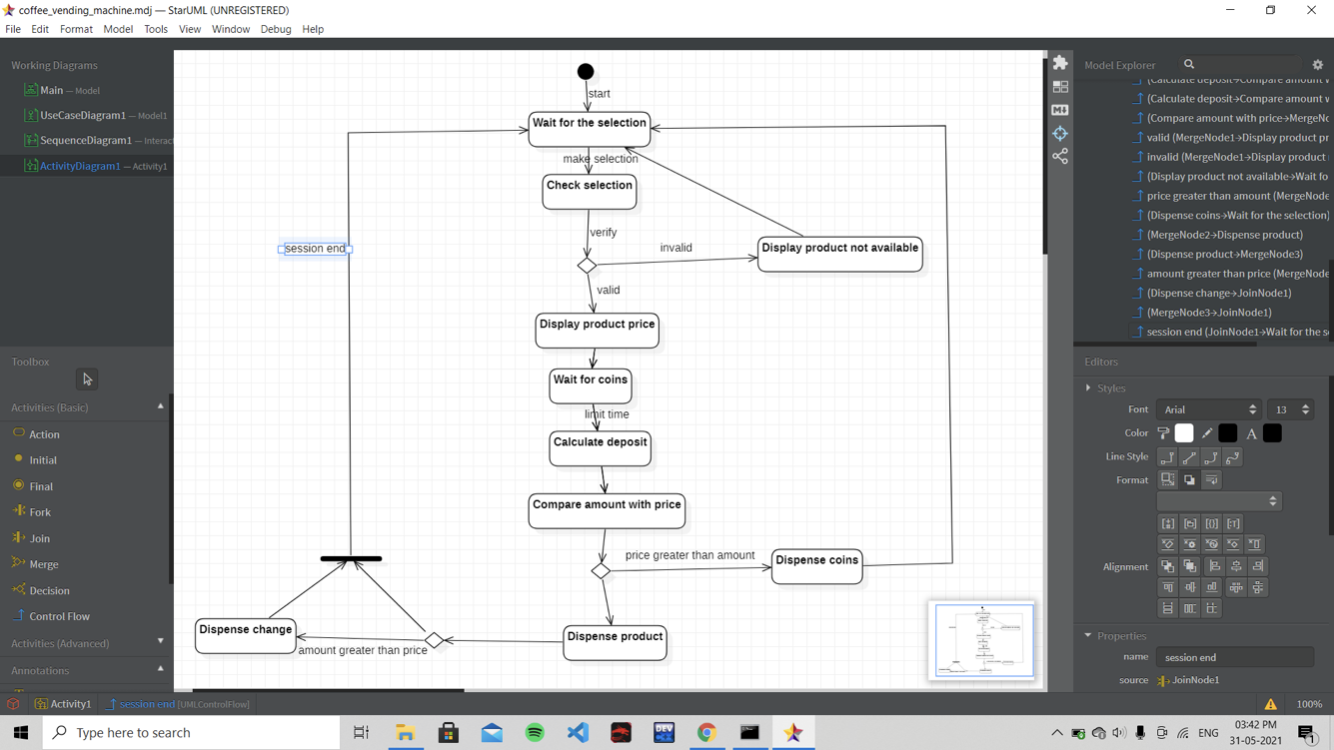 coffee_vending_machine.mdj — StarUML (UNREGISTERED)
File Edit Format Model Tools View Window Debug Help
Working Diagrams
Main — Model
UseCaseDiagram1 — Model1
SequenceDiagram1 — Interac
ActivityDiagram1 — Activity1
Toolbox
Activities (Basic)
Action
Initial
Final
Fork
Join
Merge
Decision
Control Flow
Activities (Advanced)
Annotations
start
Wait for the selection
make selection
Check selection
verify
session end
invalid
Display product not available
valid
Display product price
Wait for coins
limit time
Calculate deposit
Compare amount with price
price greater than amount
Dispense coins
Dispense change
amount greater than price
Dispense product
M
Model Explorer
(Calculate deposit→Compare amount w
(Calculate deposit→Compare amount w
(Compare amount with price→MergeNo
valid (MergeNode1→Display product pr
invalid (MergeNode1→Display product
(Display product not available→Wait fo
price greater than amount (MergeNode
(Dispense coins→Wait for the selection)
(MergeNode2→Dispense product)
(Dispense product→MergeNode3)
amount greater than price (MergeNode
(Dispense change→JoinNode1)
(MergeNode3→JoinNode1)
session end (JoinNode1→Wait for the se
Editors
Styles
Font Arial 13
Color A
Line Style
Format
Alignment
Properties
name session end
source JoinNode1
Activity1 session end [UMLControlFlow]
100%
Type here to search
DEV
ENG
03:42 PM
31-05-2021
1